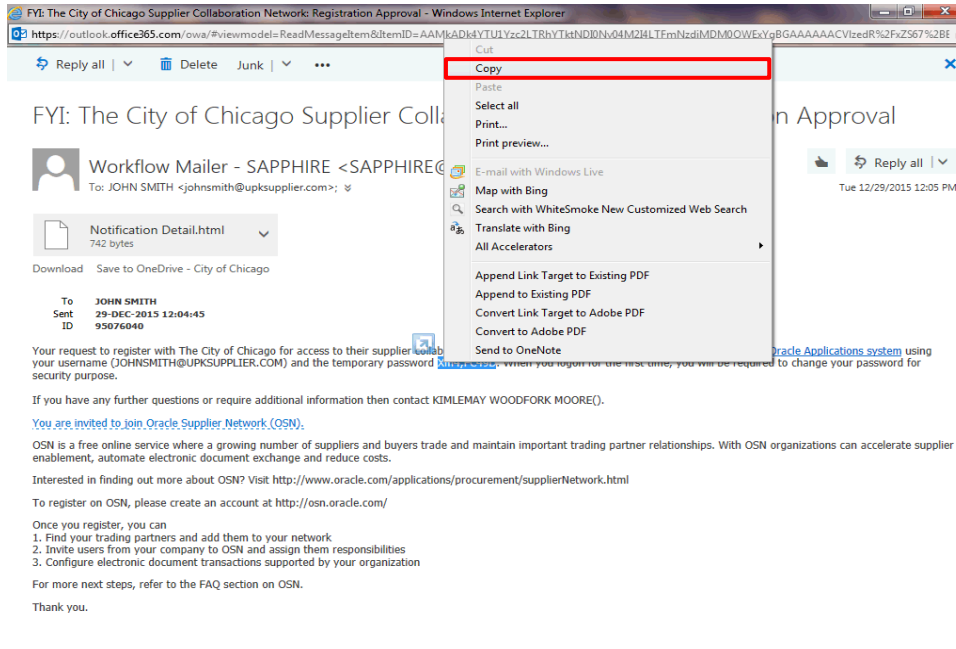 FYI: The City of Chicago Supplier Collaboration Network: Registration Approval - Windows Internet Explorer
https://outlook.office365.com/owa/#viewmodel=ReadMessageItem&ItemID=
Reply all | Delete Junk | •••
Cut
Copy
Paste
Select all
Print...
Print preview...
E-mail with Windows Live
Map with Bing
Search with WhiteSmoke New Customized Web Search
Translate with Bing
All Accelerators
Append Link Target to Existing PDF
Append to Existing PDF
Convert Link Target to Adobe PDF
Convert to Adobe PDF
Send to OneNote
FYI: The City of Chicago Supplier Approval
Workflow Mailer - SAPPHIRE <SAPPHIRE
Reply all |
To: JOHN SMITH <johnsmith@upksupplier.com>;
Tue 12/29/2015 12:05 PM
Notification Detail.html
742 bytes
Download Save to OneDrive - City of Chicago
To JOHN SMITH
Sent 29-DEC-2015 12:04:45
ID 95076040
Your request to register with The City of Chicago for access to their supplier Oracle Applications system using
your username (JOHNSMITH@UPKSUPPLIER.COM) and the temporary password When you logon for the first time, you will be required to change your password for
security purpose.
If you have any further questions or require additional information then contact KIMLEMAY WOODFORK MOORE().
You are invited to join Oracle Supplier Network (OSN).
OSN is a free online service where a growing number of suppliers and buyers trade and maintain important trading partner relationships. With OSN organizations can accelerate supplier
enablement, automate electronic document exchange and reduce costs.
Interested in finding out more about OSN? Visit http://www.oracle.com/applications/procurement/supplierNetwork.html
To register on OSN, please create an account at http://osn.oracle.com/
Once you register, you can
1. Find your trading partners and add them to your network
2. Invite users from your company to OSN and assign them responsibilities
3. Configure electronic document transactions supported by your organization
For more next steps, refer to the FAQ section on OSN.
Thank you.